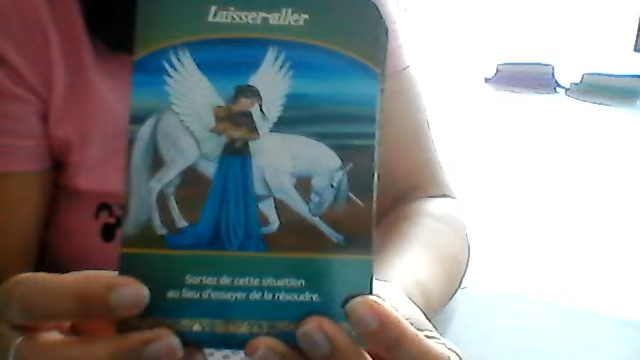 Laisser-aller
Sortez de cette situation
au lieu d'essayer de la résoudre.